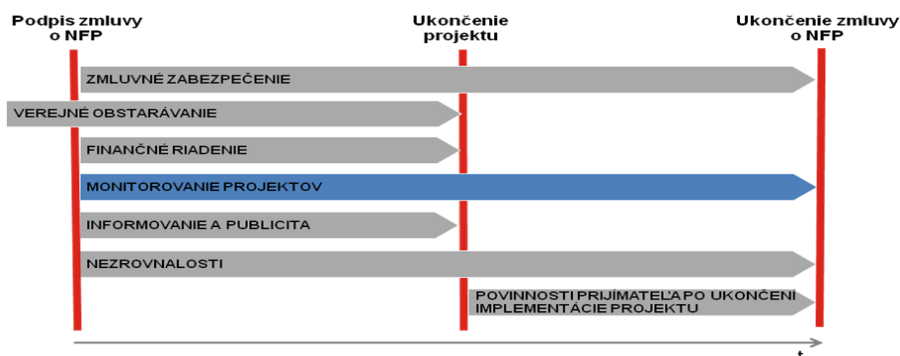 Podpis zmluvy
o NFP
Ukončenie
projektu
Ukončenie zmluvy
o NFP
ZMLUVNÉ ZABEZPEČENIE
VEREJNÉ OBSTARÁVANIE
FINANČNÉ RIADENIE
MONITOROVANIE PROJEKTOV
INFORMOVANIE A PUBLICITA
NEZROVNALOSTI
POVINNOSTI PRIJÍMATEĽA PO UKONČENÍ
IMPLEMENTÁCIE PROJEKTU
t